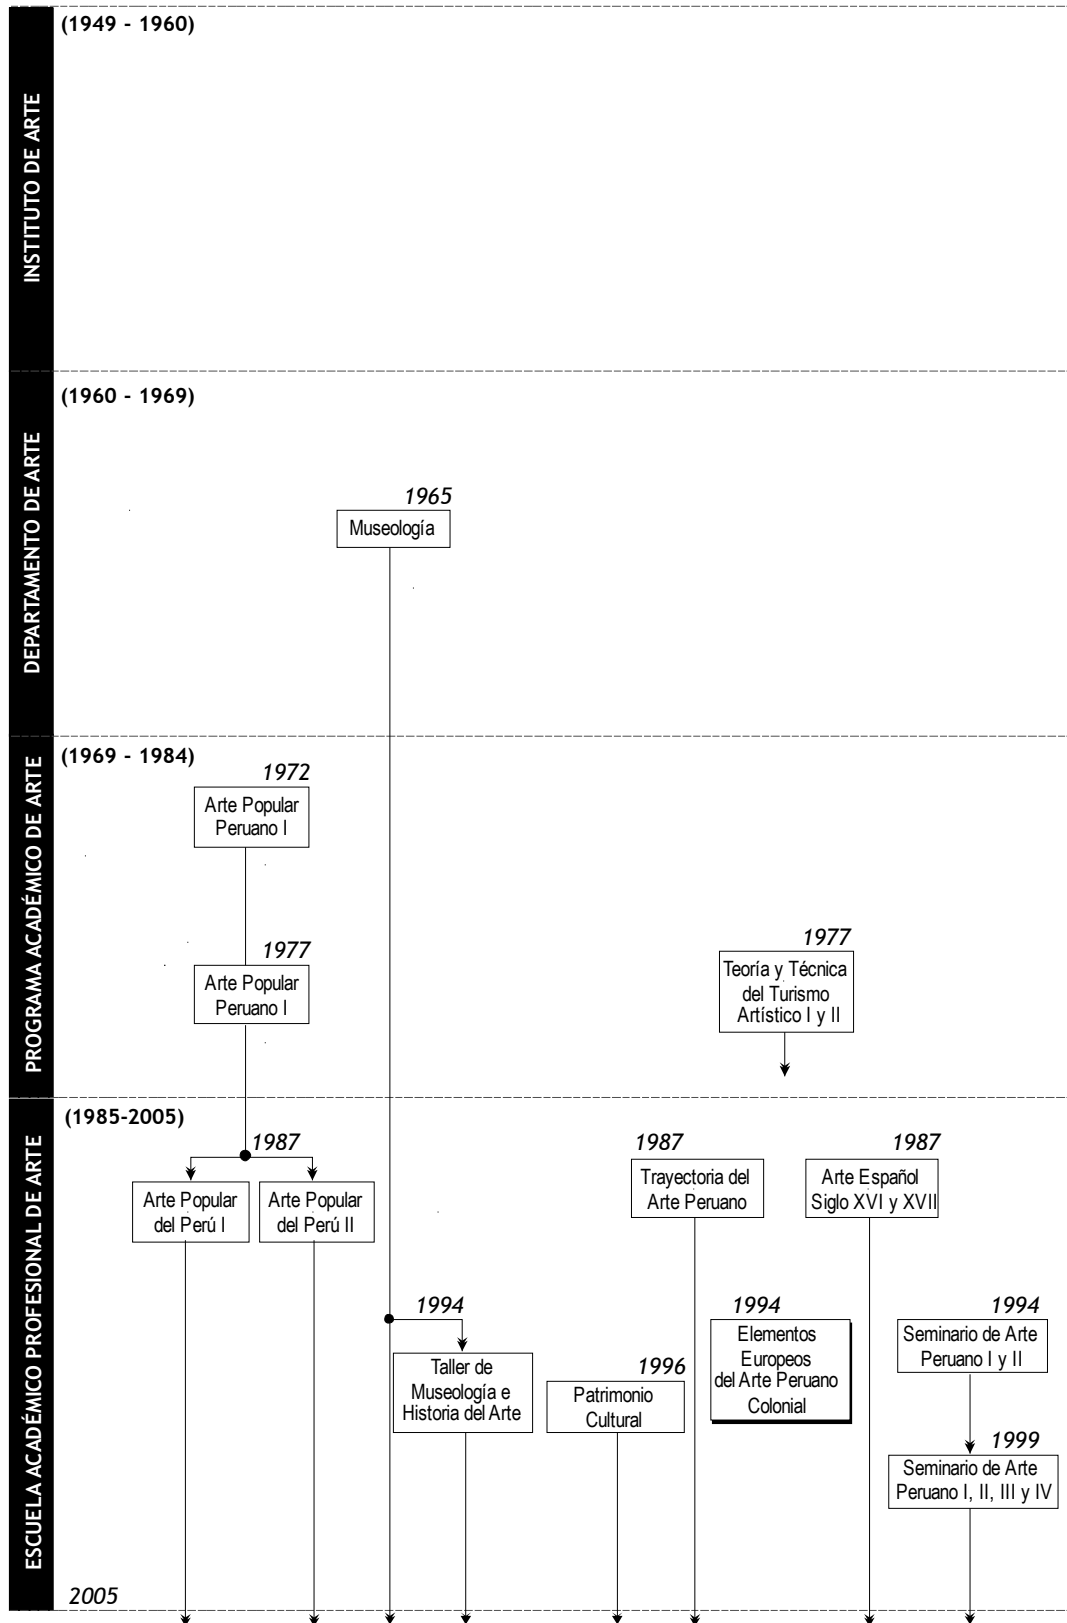 INSTITUTO DE ARTE
(1949 - 1960)
DEPARTAMENTO DE ARTE
(1960 - 1969)
1965
Museología
PROGRAMA ACADÉMICO DE ARTE
(1969 - 1984)
1972
Arte Popular
Peruano I
1977
Arte Popular
Peruano I
1977
Teoría y Técnica
del Turismo
Artístico I y II
ESCUELA ACADÉMICO PROFESIONAL DE ARTE
(1985-2005)
1987
Arte Popular
del Perú I
Arte Popular
del Perú II
1987
Trayectoria del
Arte Peruano
1987
Arte Español
Siglo XVI y XVII
1994
Taller de
Museología e
Historia del Arte
1996
Patrimonio
Cultural
1994
Elementos
Europeos
del Arte Peruano
Colonial
1994
Seminario de Arte
Peruano I y II
1999
Seminario de Arte
Peruano I, II, III y IV
2005